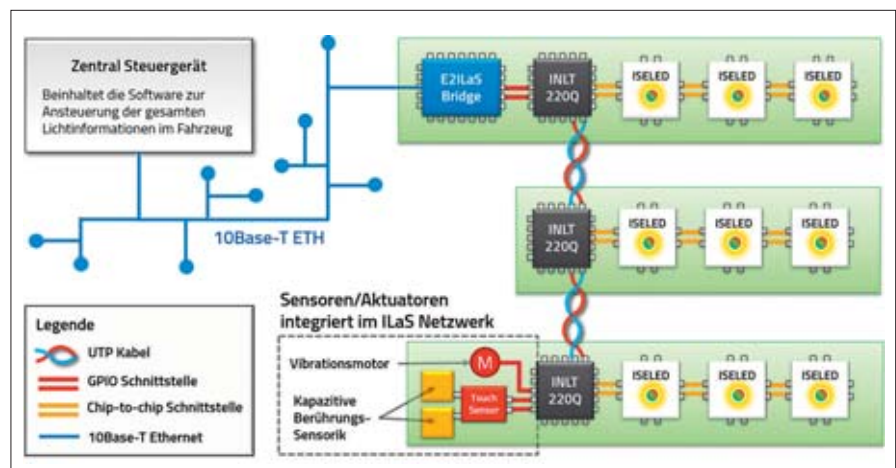 Zentral Steuergerät
Beinhaltet die Software zur
Ansteuerung der gesamten
Lichtinformationen im Fahrzeug
10Base-T ETH
E2ILaS
Bridge
INLT
220Q
ISELED
ISELED
ISELED
INLT
220Q
ISELED
ISELED
ISELED
Sensoren/Aktuatoren
integriert im ILaS Netzwerk
Vibrationsmotor
M
Kapazitive
Berührungs-
Sensorik
Touch
Sensor
INLT
220Q
ISELED
ISELED
ISELED
Legende
UTP Kabel
GPIO Schnittstelle
Chip-to-chip Schnittstelle
10Base-T Ethernet